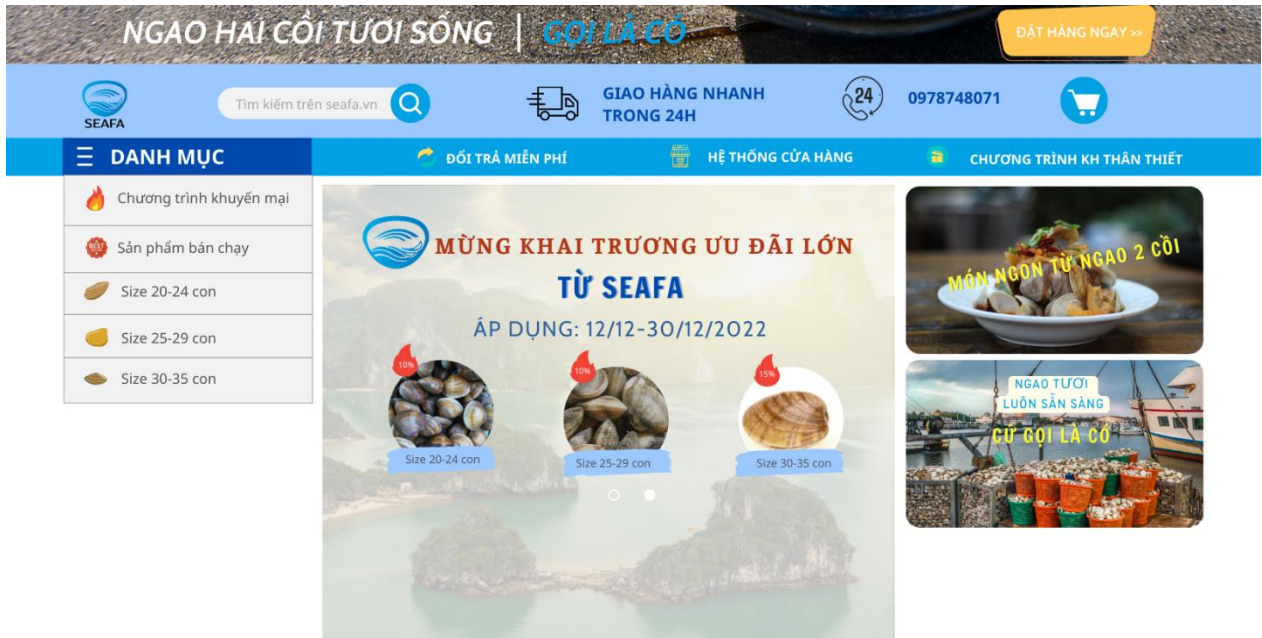 NGAO HAI CỒI TƯƠI SỐNG | GỌI LÀ CÓ
ĐẶT HÀNG NGAY >>
SEAFA
Tìm kiếm trên seafa.vn
GIAO HÀNG NHANH
TRONG 24H
24
0978748071
DANH MỤC
ĐỔI TRẢ MIỄN PHÍ
HỆ THỐNG CỬA HÀNG
CHƯƠNG TRÌNH KH THÂN THIẾT
Chương trình khuyến mại
BEST
Sản phẩm bán chạy
Size 20-24 con
Size 25-29 con
Size 30-35 con
MỪNG KHAI TRƯƠNG ƯU ĐÃI LỚN
TỪ SEAFA
ÁP DỤNG: 12/12-30/12/2022
10%
10%
15%
Size 20-24 con
Size 25-29 con
Size 30-35 con
MÓN NGON TỪ NGAO 2 CỒI
NGAO TƯƠI
LUÔN SẴN SÀNG
CỨ GỌI LÀ CÓ